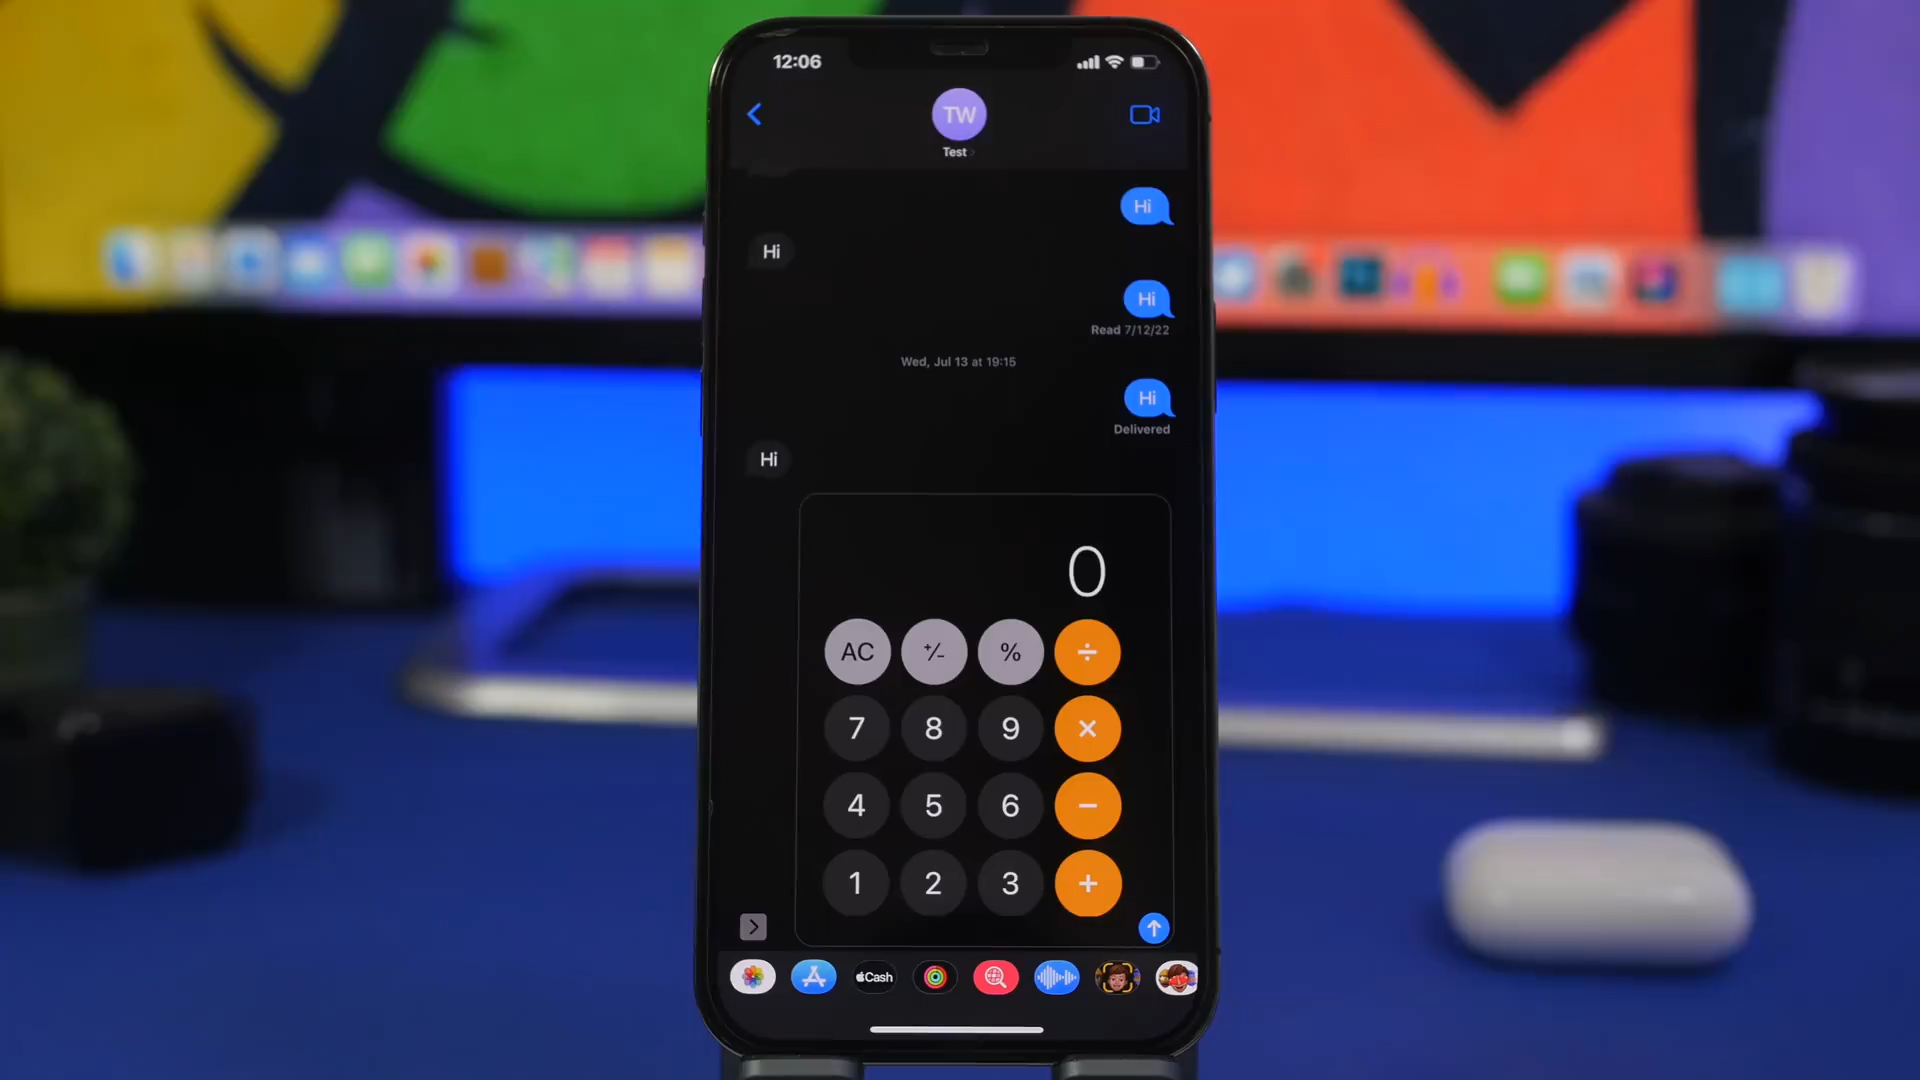 12:06
TW
Test
Hi
Hi
Hi
Read 7/12/22
Wed, Jul 13 at 19:15
Hi
Delivered
Hi
0
AC +/- % ÷
7 8 9 ×
4 5 6 −
1 2 3 +
Cash